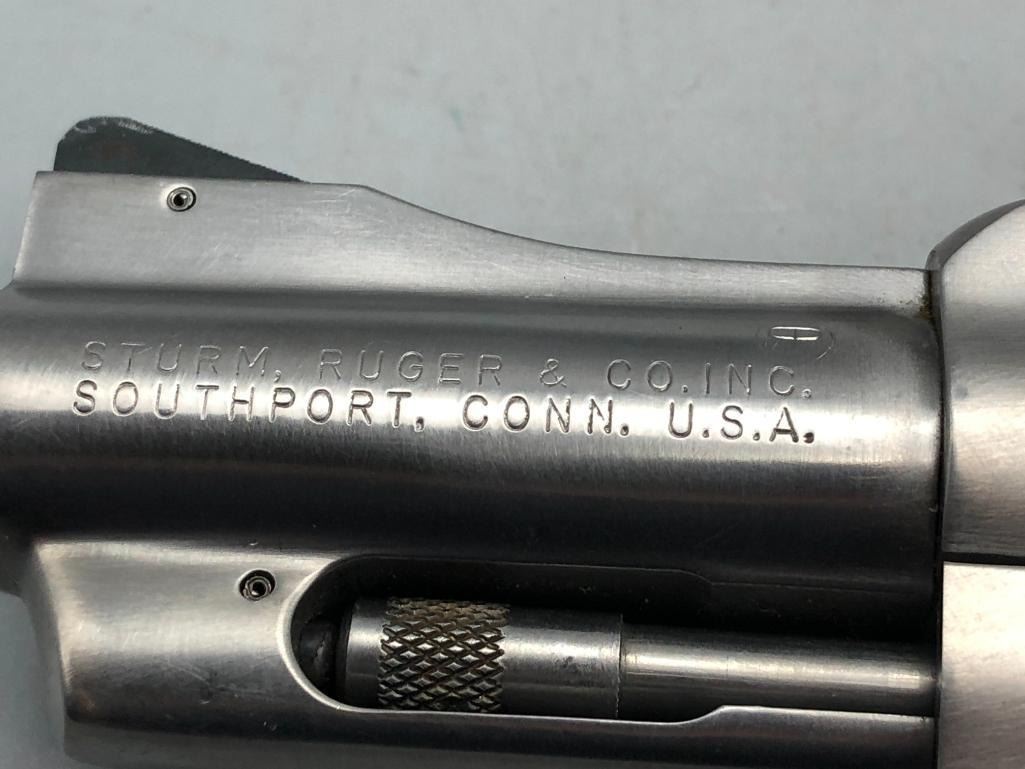 STURM, RUGER & CO.INC.
SOUTHPORT, CONN. U.S.A.